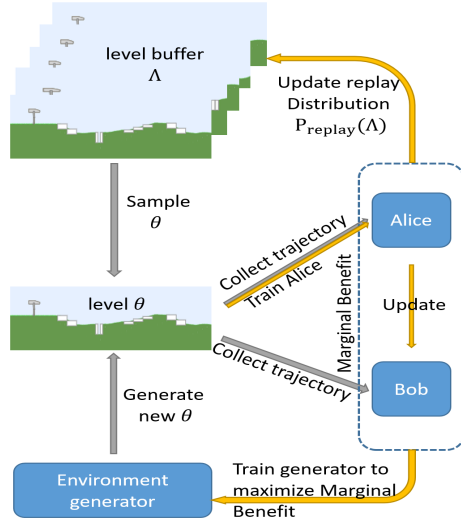 level buffer
Λ
Update replay
Distribution
P_replay(Λ)
Sample
θ
Alice
Collect trajectory
Train Alice
Marginal Benefit
Update
level θ
Collect trajectory
Bob
Generate
new θ
Environment
generator
Train generator to
maximize Marginal
Benefit